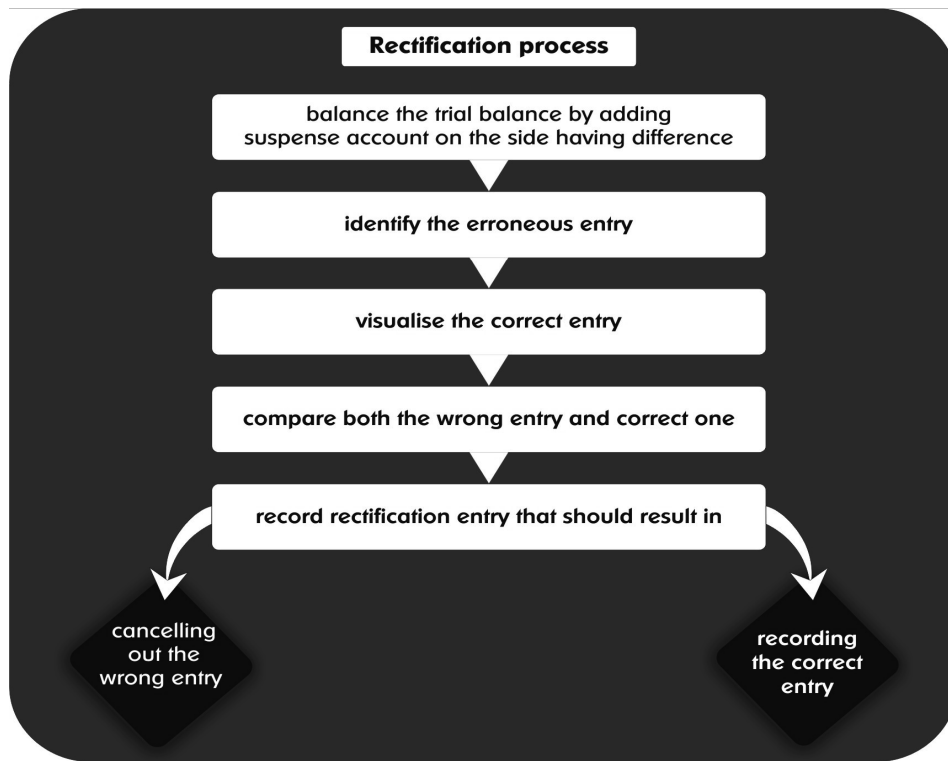 Rectification process
balance the trial balance by adding
suspense account on the side having difference
identify the erroneous entry
visualise the correct entry
compare both the wrong entry and correct one
record rectification entry that should result in
cancelling
out the
wrong entry
recording
the correct
entry